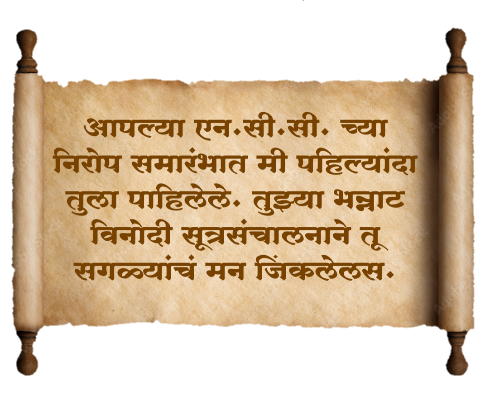 आपल्या एन.सी.सी. च्या
निरोप समारंभात मी पहिल्यांदा
तुला पाहिलेले. तुझ्या भन्नाट
विनोदी सूत्रसंचालनाने तू
सगळ्यांचं मन जिंकलेलस.